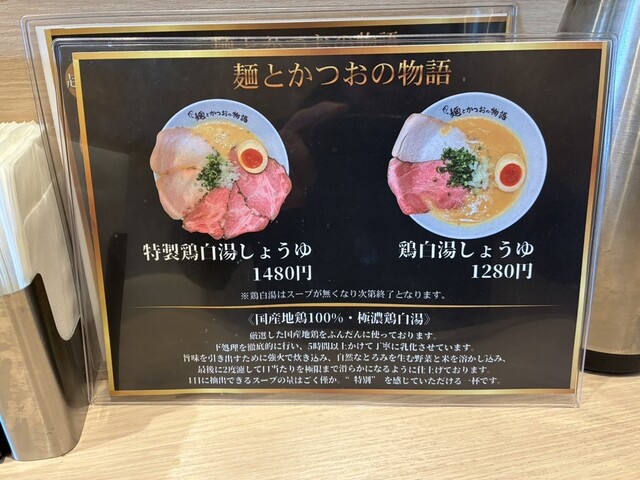 麺とかつおの物語
麺とかつおの物語
麺とかつおの物語
特製鶏白湯しょうゆ
1480円
鶏白湯しょうゆ
1280円
※鶏白湯はスープが無くなり次第終了となります。
《国産地鶏100%・極濃鶏白湯》
厳選した国産地鶏をふんだんに使っております。
下処理を徹底的に行い、5時間以上かけて丁寧に乳化させています。
旨味を引き出すために強火で炊き込み、自然なとろみを生む野菜と米を溶かし込み、
最後に2度漉して口当たりを極限まで滑らかになるように仕上げております。
1日に抽出できるスープの量はごく僅か。“特別”を感じていただける一杯です。